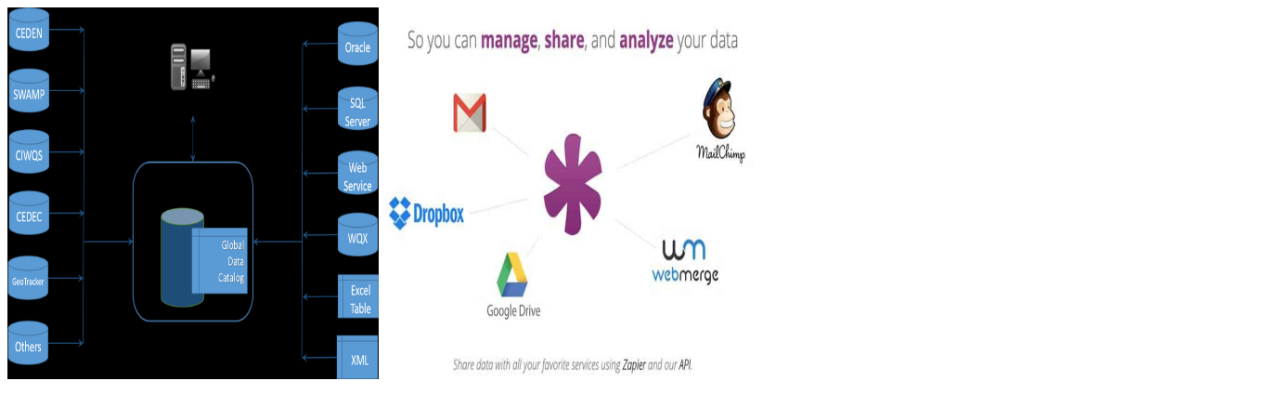 CEDEN
SWAMP
CIWQS
CEDEC
GeoTracker
Others
Global
Data
Catalog
Oracle
SQL
Server
Web
Service
WQX
Excel
Table
XML
So you can manage, share, and analyze your data
MailChimp
Dropbox
wm
webmerge
Google Drive
Share data with all your favorite services using Zapier and our API.